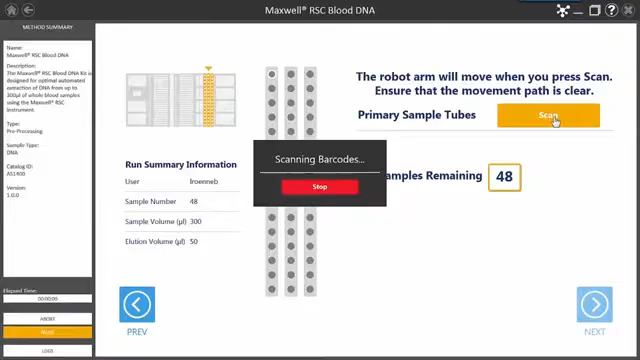 Maxwell® RSC Blood DNA
METHOD SUMMARY
Name:
Maxwell® RSC Blood DNA
Description:
The Maxwell® RSC Blood DNA Kit is
designed for optimal automated
extraction of DNA from up to
300μl of whole blood samples
using the Maxwell® RSC
Instrument.
Type:
Pre-Processing
Sample Type:
DNA
Catalog ID:
AS1400
Version:
1.0.0
Elapsed Time:
00:00:00
ABORT
PAUSE
LOGS
Run Summary Information
User lroenneb
Sample Number 48
Sample Volume (μl) 300
Elution Volume (μl) 50
The robot arm will move when you press Scan.
Ensure that the movement path is clear.
Primary Sample Tubes Scan
Scanning Barcodes...
Stop
amples Remaining 48
PREV
NEXT